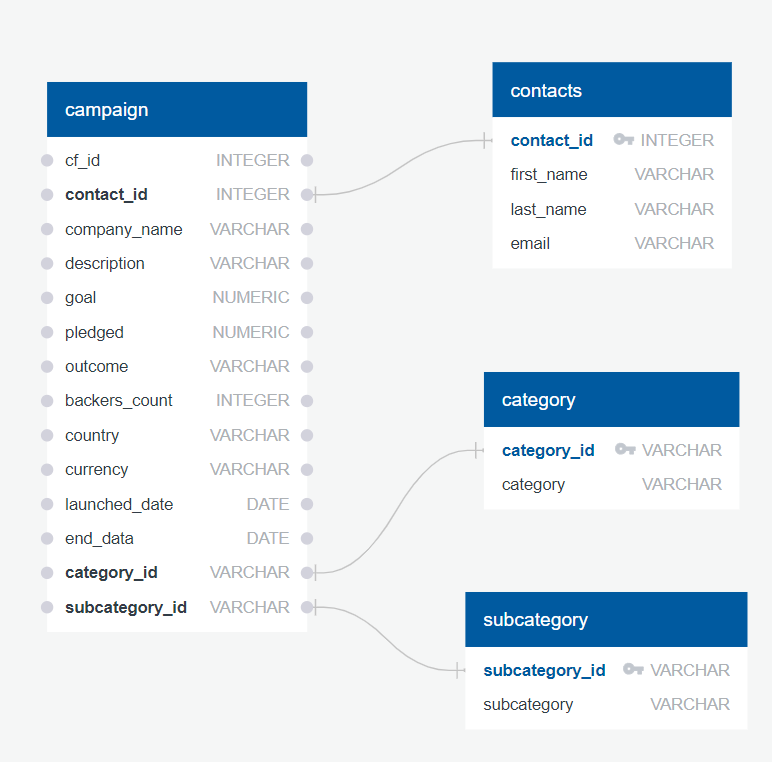 campaign
cf_id INTEGER
contact_id INTEGER
company_name VARCHAR
description VARCHAR
goal NUMERIC
pledged NUMERIC
outcome VARCHAR
backers_count INTEGER
country VARCHAR
currency VARCHAR
launched_date DATE
end_data DATE
category_id VARCHAR
subcategory_id VARCHAR
contacts
contact_id INTEGER
first_name VARCHAR
last_name VARCHAR
email VARCHAR
category
category_id VARCHAR
category VARCHAR
subcategory
subcategory_id VARCHAR
subcategory VARCHAR